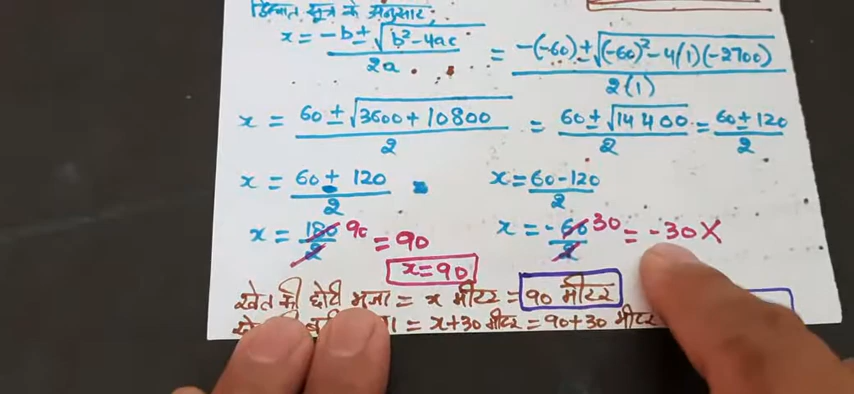 द्विघात सूत्र के अनुसार,
x = -b ± √b² - 4ac / 2a = -(-60) ± √(-60)² - 4(1)(-2700) / 2(1)
x = 60 ± √3600 + 10800 / 2 = 60 ± √14400 / 2 = 60 ± 120 / 2
x = 60 + 120 / 2 x = 60 - 120 / 2
x = 180 / 2 90 = 90 x = -60 / 2 30 = -30 X
x = 90
खेत की छोटी भुजा = x मीटर = 90 मीटर
= x+30 मीटर = 90+30 मीटर